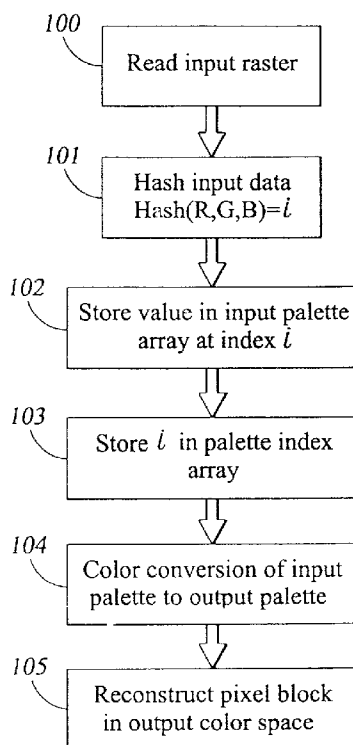 100
Read input raster
101
Hash input data
Hash(R,G,B)=i
102
Store value in input palette
array at index i
103
Store i in palette index
array
104
Color conversion of input
palette to output palette
105
Reconstruct pixel block
in output color space